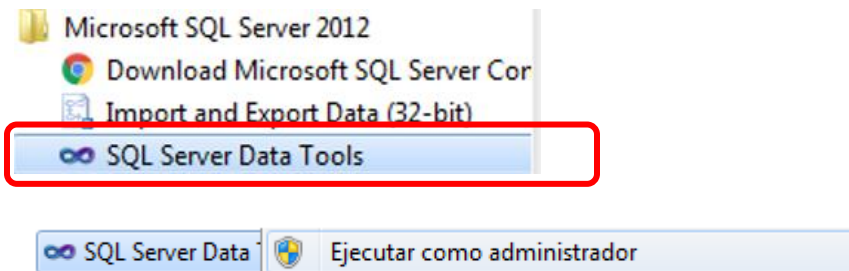 Microsoft SQL Server 2012
Download Microsoft SQL Server Con
Import and Export Data (32-bit)
SQL Server Data Tools
SQL Server Data
Ejecutar como administrador